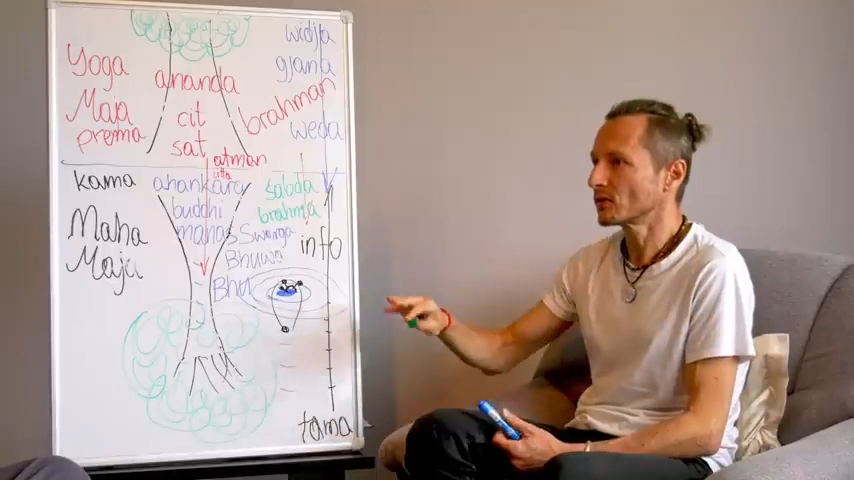 widja
Yoga
gjana
ananda
Maja
brahman
cit
prema
weda
sat
atman
citta
kama
ahankara
sabda
buddhi
brahma
Maha
manas
Swarga
info
Maja
Bhuwa
Bhu
tama